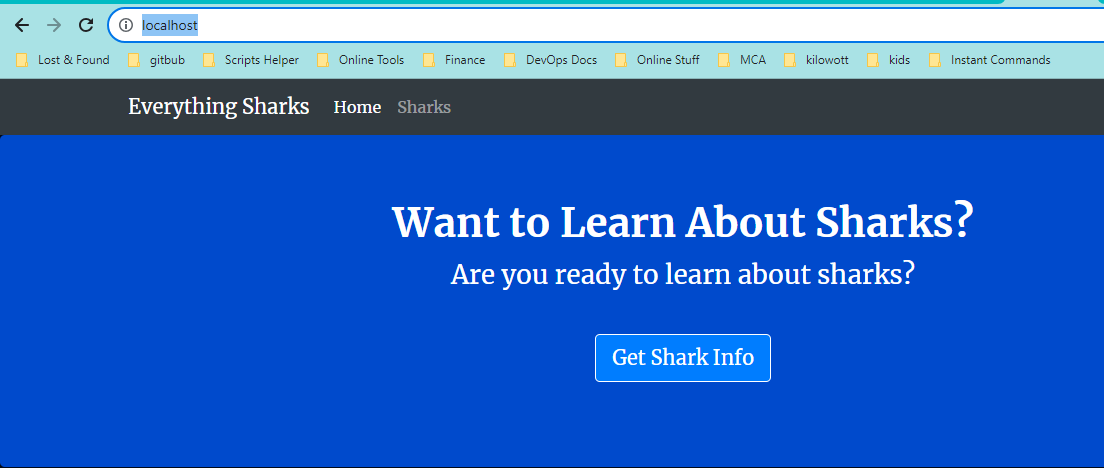 localhost
Lost & Found gitbub Scripts Helper Online Tools Finance DevOps Docs Online Stuff MCA kilowott kids Instant Commands
Everything Sharks Home Sharks
Want to Learn About Sharks?
Are you ready to learn about sharks?
Get Shark Info